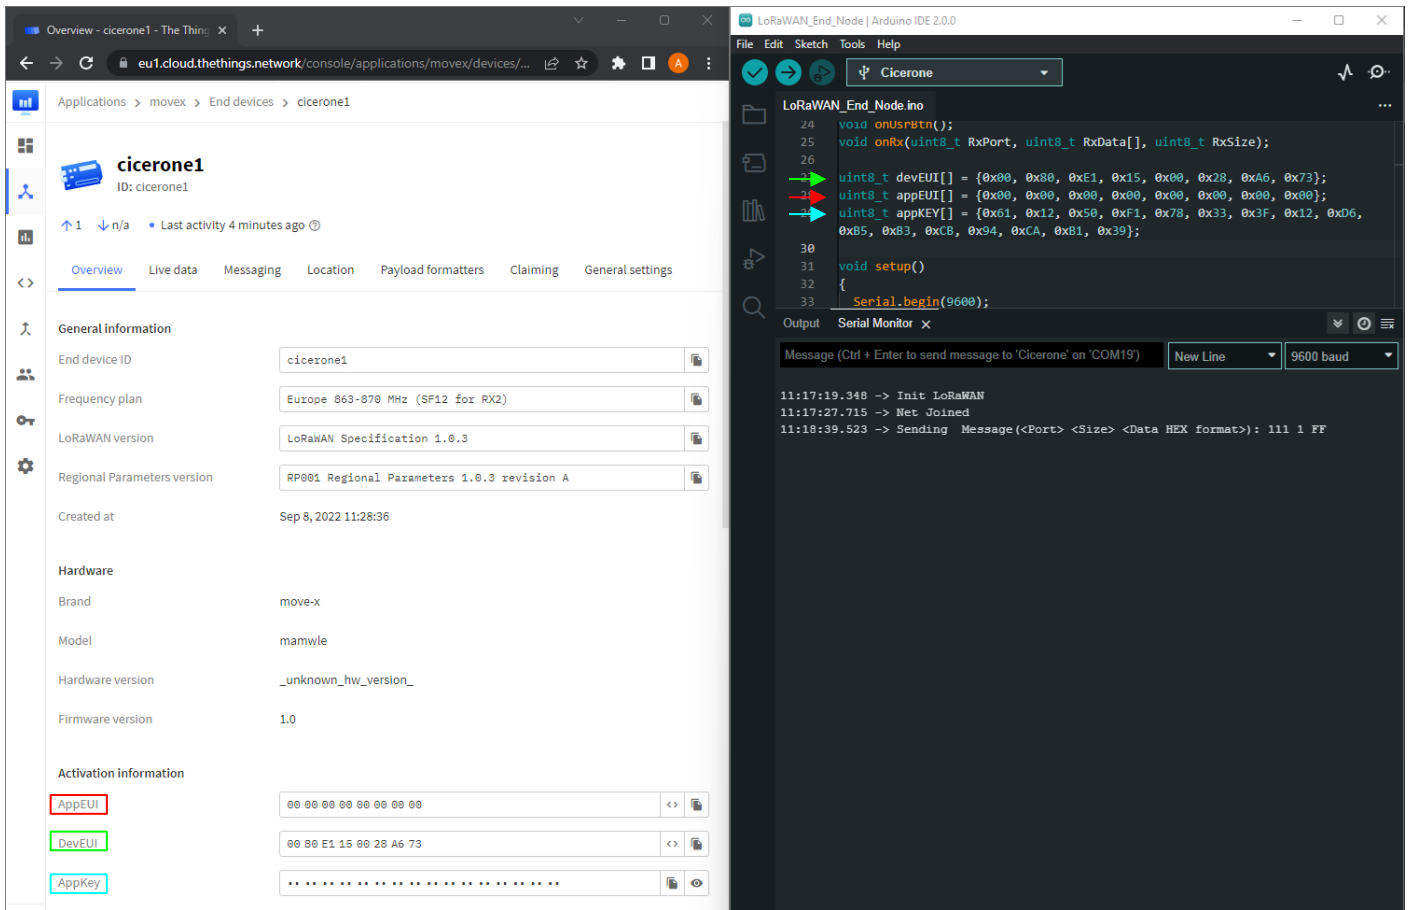 Overview - cicerone1 - The Thing
eu1.cloud.thethings.network/console/applications/movex/devices/...
A
Applications > movex > End devices > cicerone1
cicerone1
ID: cicerone1
1 n/a • Last activity 4 minutes ago
Overview Live data Messaging Location Payload formatters Claiming General settings
General information
End device ID cicerone1
Frequency plan Europe 863-870 MHz (SF12 for RX2)
LoRaWAN version LoRaWAN Specification 1.0.3
Regional Parameters version RP001 Regional Parameters 1.0.3 revision A
Created at Sep 8, 2022 11:28:36
Hardware
Brand move-x
Model mamwle
Hardware version _unknown_hw_version_
Firmware version 1.0
Activation information
AppEUI 00 00 00 00 00 00 00 00
DevEUI 00 80 E1 15 00 28 A6 73
AppKey •• •• •• •• •• •• •• •• •• •• •• •• •• •• •• ••
LoRaWAN_End_Node | Arduino IDE 2.0.0
File Edit Sketch Tools Help
Cicerone
LoRaWAN_End_Node.ino
24 void onUsrBtn();
25 void onRx(uint8_t RxPort, uint8_t RxData[], uint8_t RxSize);
26
27 uint8_t devEUI[] = {0x00, 0x80, 0xE1, 0x15, 0x00, 0x28, 0xA6, 0x73};
28 uint8_t appEUI[] = {0x00, 0x00, 0x00, 0x00, 0x00, 0x00, 0x00, 0x00};
29 uint8_t appKEY[] = {0x61, 0x12, 0x50, 0xF1, 0x78, 0x33, 0x3F, 0x12, 0xD6,
0xB5, 0xB3, 0xCB, 0x94, 0xCA, 0xB1, 0x39};
30
31 void setup()
32 {
33 Serial.begin(9600);
Output Serial Monitor
Message (Ctrl + Enter to send message to 'Cicerone' on 'COM19') New Line 9600 baud
11:17:19.348 -> Init LoRaWAN
11:17:27.715 -> Net Joined
11:18:39.523 -> Sending Message(<Port> <Size> <Data HEX format>): 111 1 FF